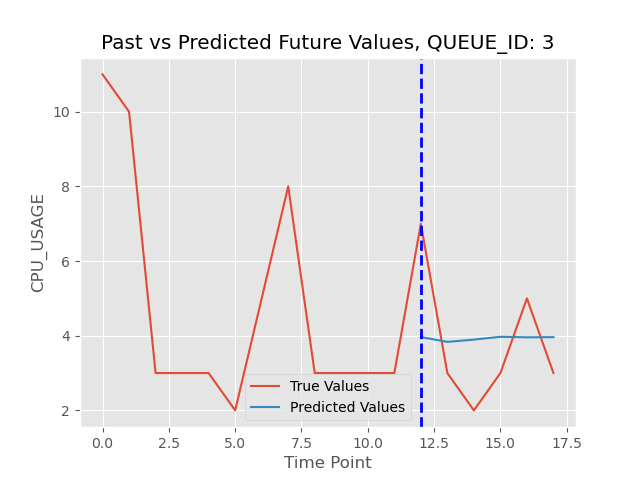 Past vs Predicted Future Values, QUEUE_ID: 3
CPU_USAGE
10
8
6
4
2
True Values
Predicted Values
0.0 2.5 5.0 7.5 10.0 12.5 15.0 17.5
Time Point